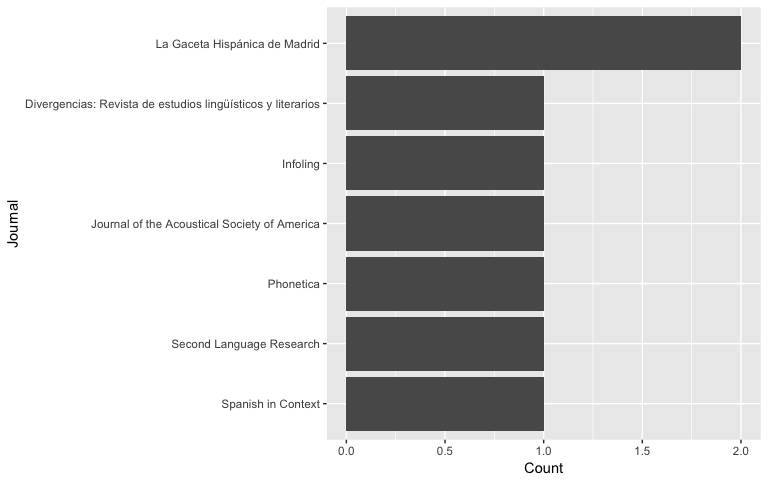 La Gaceta Hispánica de Madrid
Divergencias: Revista de estudios lingüísticos y literarios
Infoling
Journal of the Acoustical Society of America
Phonetica
Second Language Research
Spanish in Context
Journal
0.0 0.5 1.0 1.5 2.0
Count